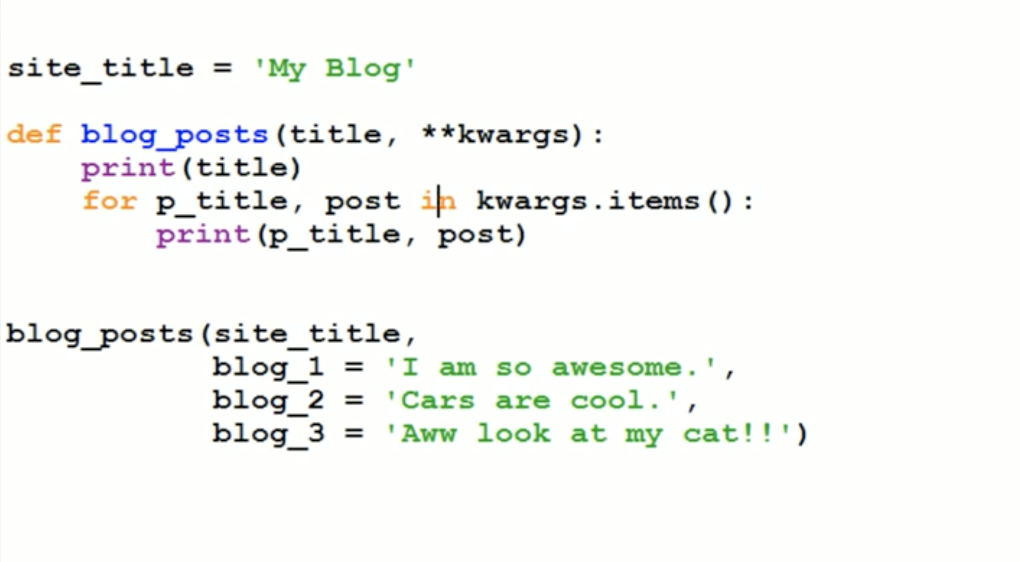 site_title = 'My Blog'
def blog_posts(title, **kwargs):
    print(title)
    for p_title, post in kwargs.items():
        print(p_title, post)
blog_posts(site_title,
           blog_1 = 'I am so awesome.',
           blog_2 = 'Cars are cool.',
           blog_3 = 'Aww look at my cat!!')